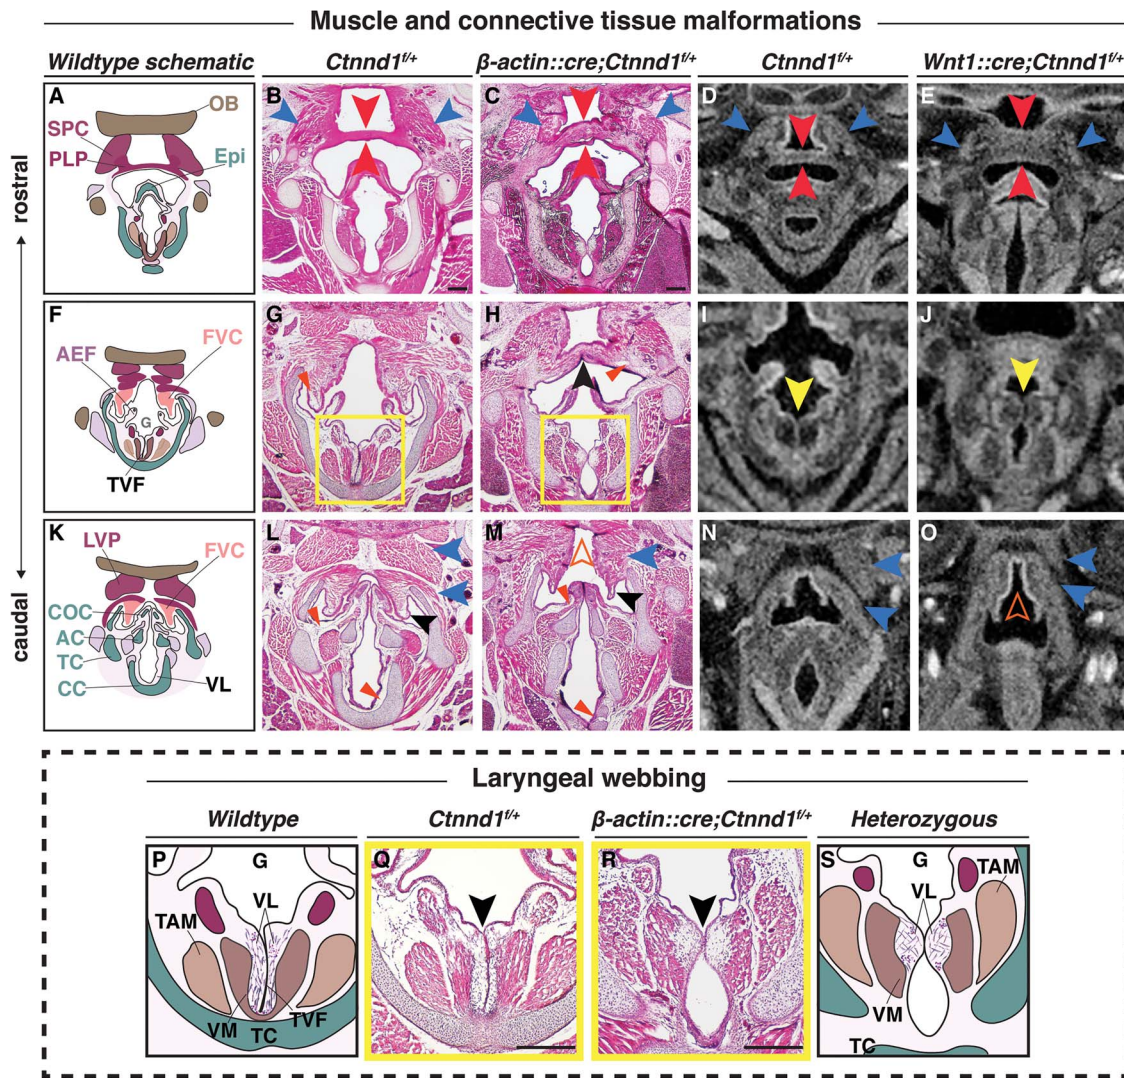 Muscle and connective tissue malformations
Wildtype schematic Ctnnd1f/+ β-actin::cre;Ctnnd1f/+ Ctnnd1f/+ Wnt1::cre;Ctnnd1f/+
rostral
caudal
A
OB
SPC
PLP
Epi
B
C
D
E
F
AEF
FVC
G
TVF
G
H
I
J
K
LVP
FVC
COC
AC
TC
CC
VL
L
M
N
O
Laryngeal webbing
Wildtype Ctnnd1f/+ β-actin::cre;Ctnnd1f/+ Heterozygous
P
G
TAM
VL
VM
TC
TVF
Q
R
S
G
TAM
VL
VM
TC